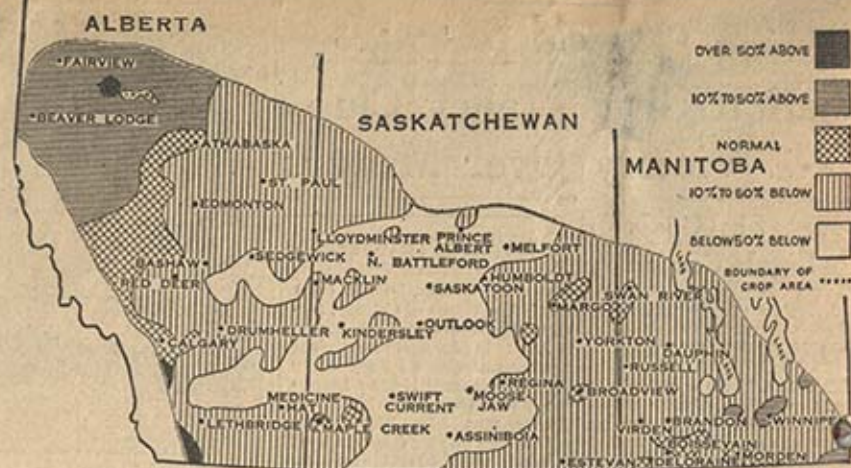 ALBERTA
SASKATCHEWAN
MANITOBA
OVER 50% ABOVE
10% TO 50% ABOVE
NORMAL
10% TO 50% BELOW
BELOW 50% BELOW
BOUNDARY OF
CROP AREA
FAIRVIEW
BEAVER LODGE
ATHABASKA
ST. PAUL
EDMONTON
LLOYDMINSTER
PRINCE
ALBERT
MELFORT
BASHAW
SEDGEWICK
N. BATTLEFORD
RED DEER
MACKLIN
HUMBOLDT
SASKATOON
MARGO
SWAN RIVER
DRUMHELLER
KINDERSLEY
OUTLOOK
CALGARY
YORKTON
DAUPHIN
RUSSELL
REGINA
MEDICINE
HAT
SWIFT
CURRENT
MOOSE
JAW
BROADVIEW
LETHBRIDGE
MAPLE CREEK
VIRDEN
BRANDON
WINNIPE
ASSINIBOIA
BOISSEVAIN
ESTEVAN
DELORAINE
MORDEN